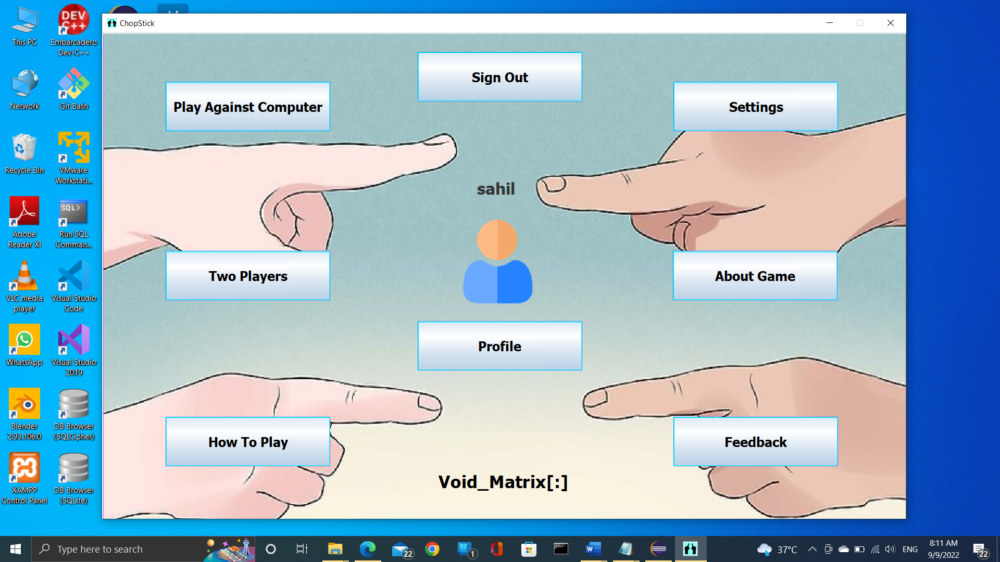 ChopStick
Sign Out
Play Against Computer
Settings
sahil
Two Players
About Game
Profile
How To Play
Feedback
Void_Matrix[:]
This PC
DEV
C++
Embarcadero
Dev-C++
Network
Git Bash
Recycle Bin
VMware
Workstati...
Adobe
Reader XI
SQL>
Run SQL
Comman...
VLC media
player
Visual Studio
Code
WhatsApp
Visual Studio
2019
Blender
2.93.106.0
DB Browser
(SQLCipher)
XAMPP
Control Panel
DB Browser
(SQLite)
Type here to search
22
1
W
37°C
ENG
8:11 AM
9/9/2022
22